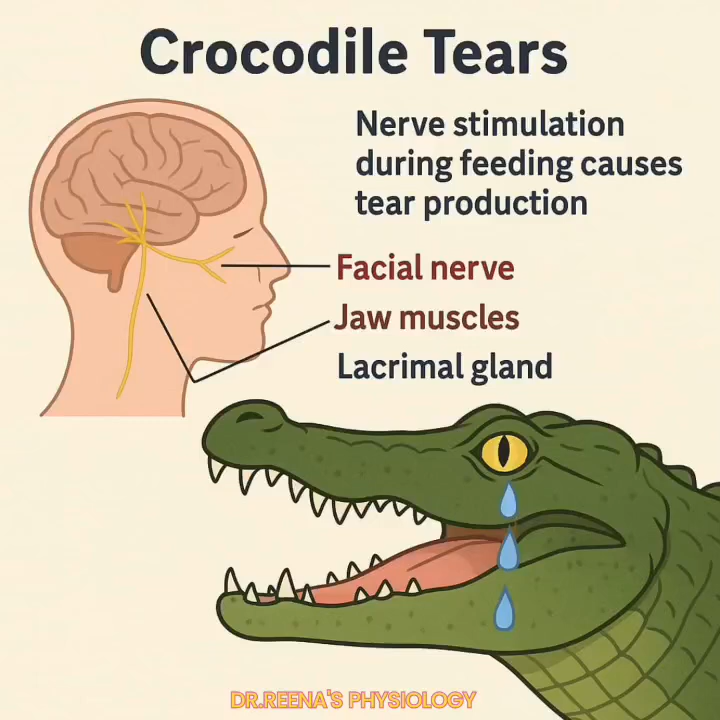 Crocodile Tears
Nerve stimulation
during feeding causes
tear production
Facial nerve
Jaw muscles
Lacrimal gland
DR.REENA'S PHYSIOLOGY